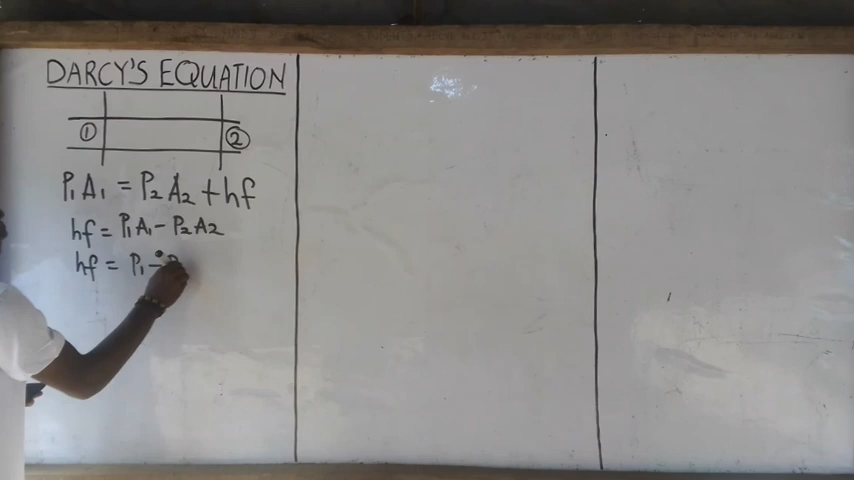 DARCY'S EQUATION
① ②
P₁A₁ = P₂A₂ + hf
hf = P₁A₁ - P₂A₂
hf = P₁ -